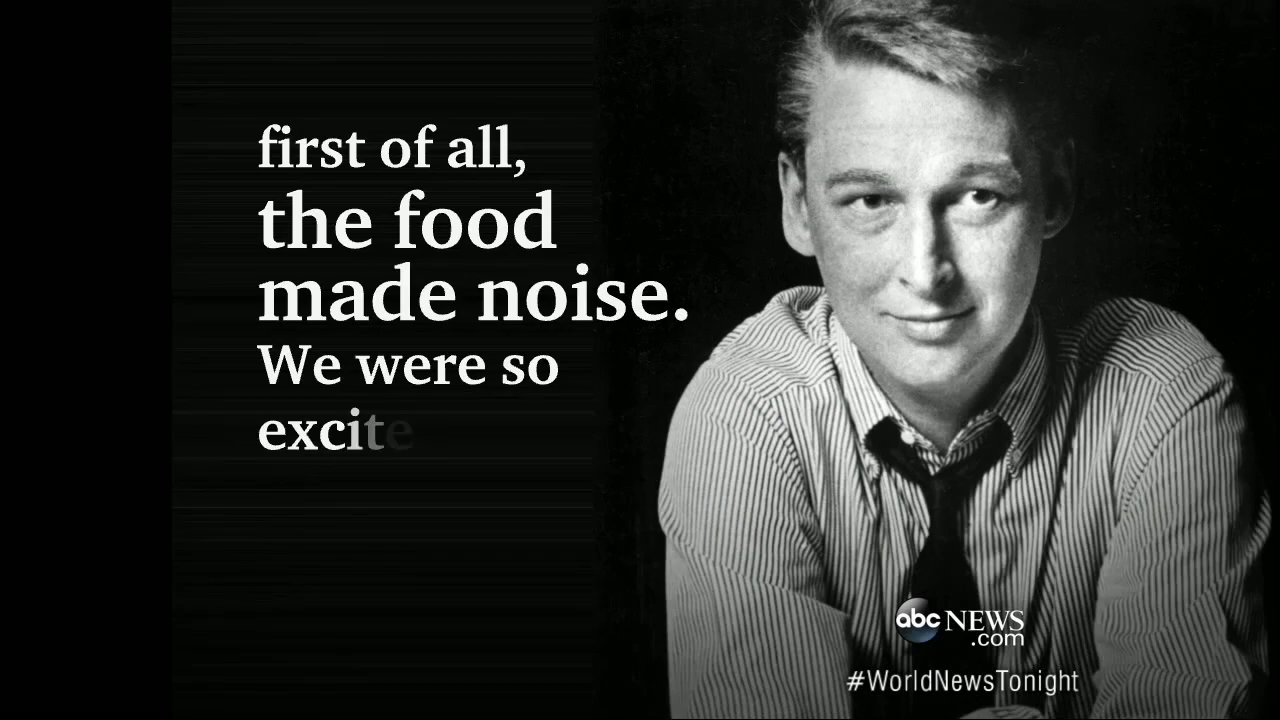 first of all,
the food
made noise.
We were so
excite
abc NEWS
.com
#WorldNewsTonight